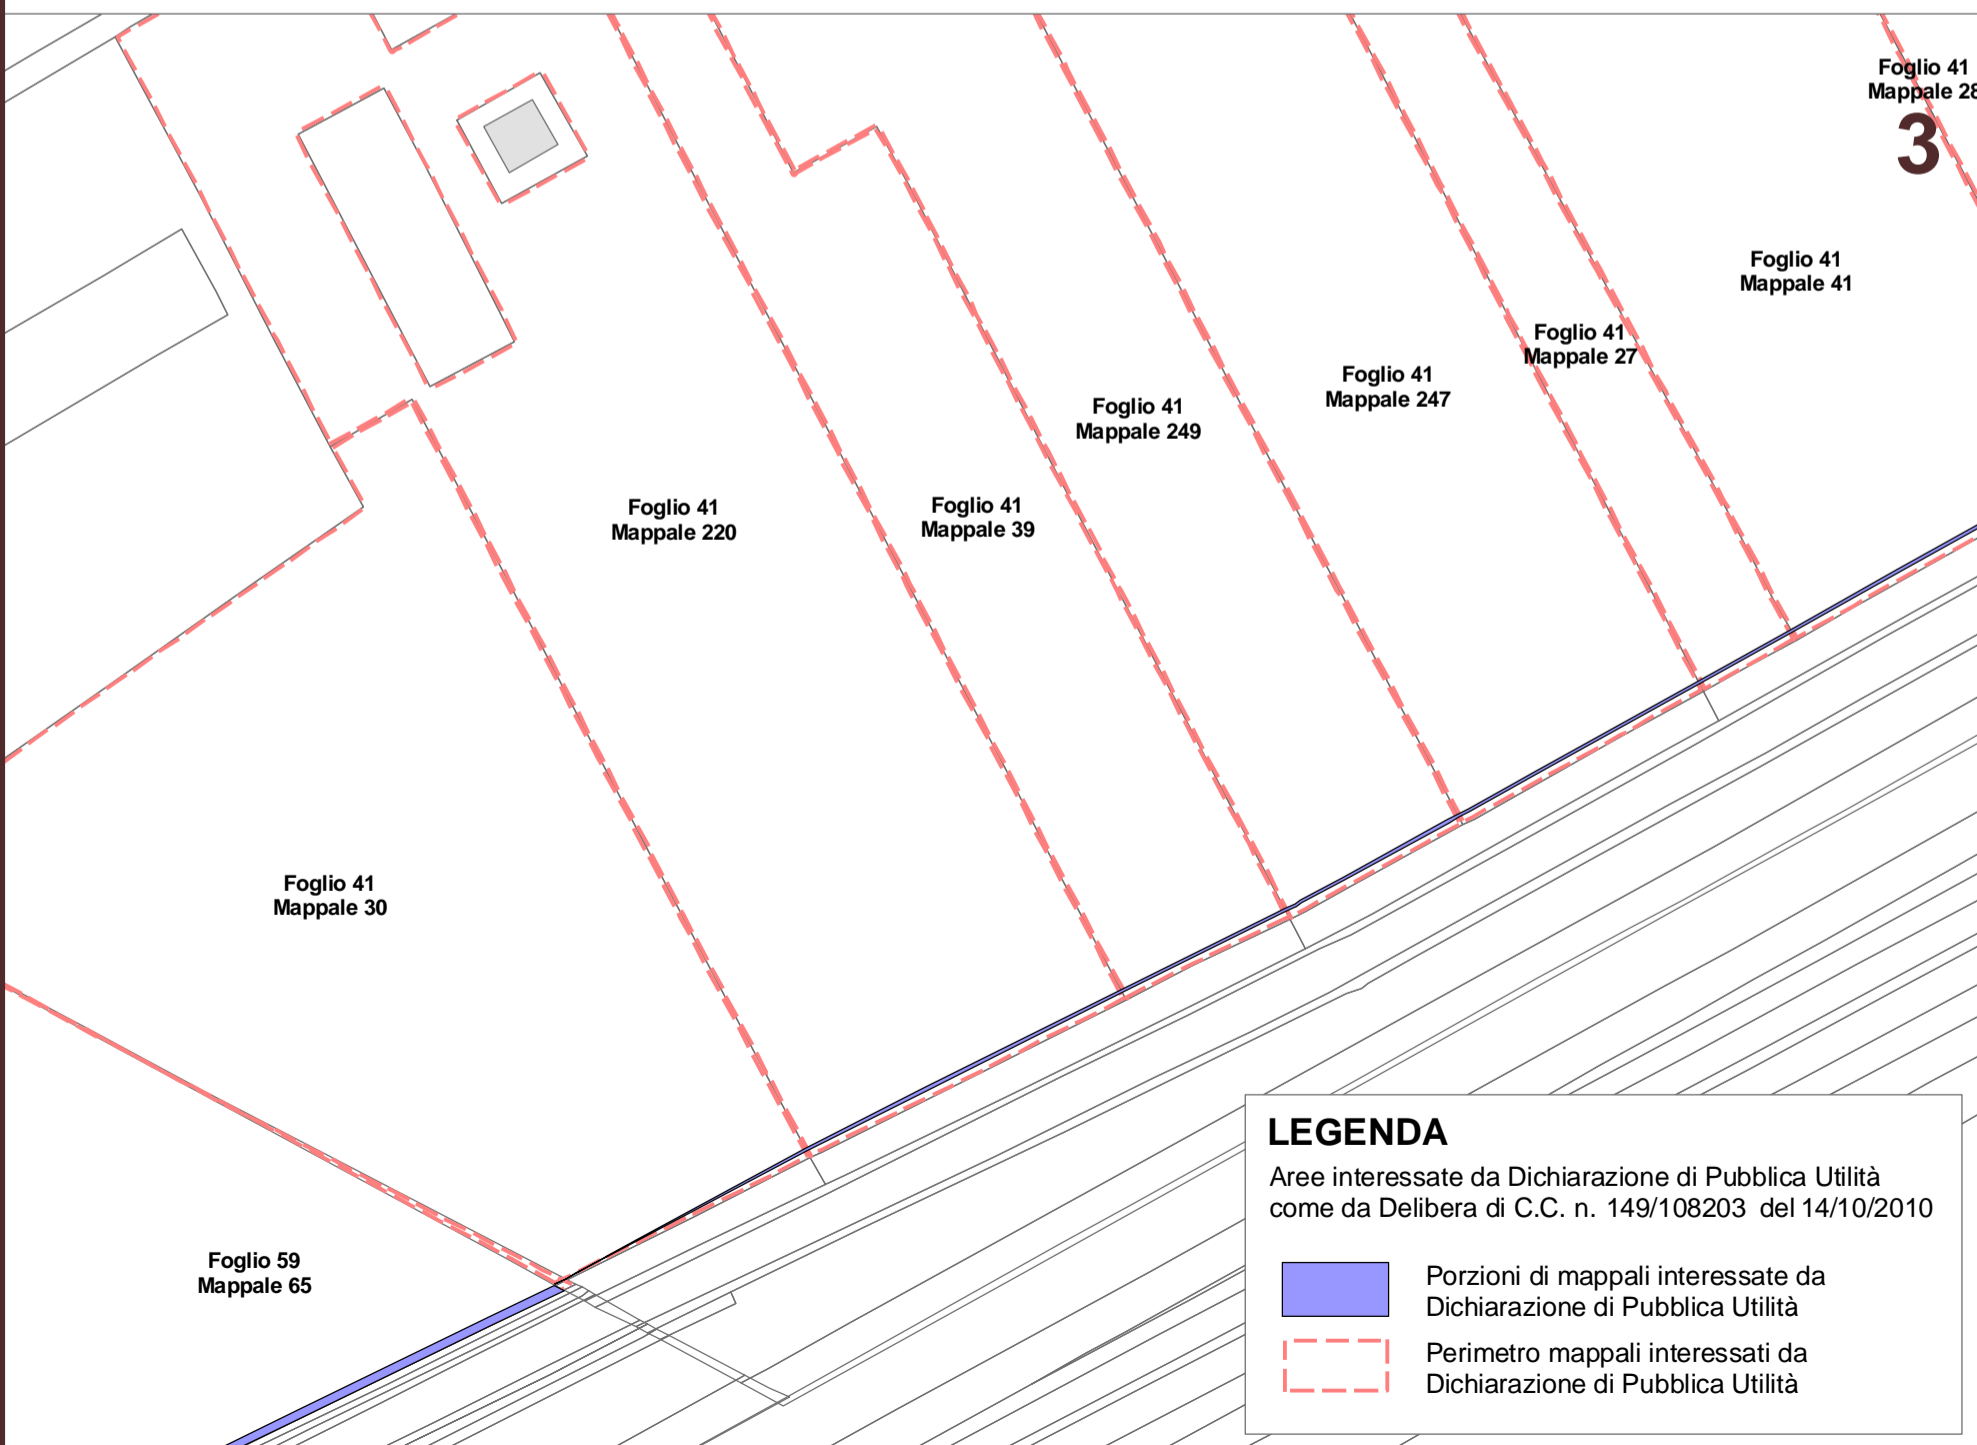 Foglio 41
Mappale 28
3
Foglio 41
Mappale 41
Foglio 41
Mappale 27
Foglio 41
Mappale 247
Foglio 41
Mappale 249
Foglio 41
Mappale 39
Foglio 41
Mappale 220
Foglio 41
Mappale 30
Foglio 59
Mappale 65
LEGENDA
Aree interessate da Dichiarazione di Pubblica Utilità
come da Delibera di C.C. n. 149/108203 del 14/10/2010
Porzioni di mappali interessate da
Dichiarazione di Pubblica Utilità
Perimetro mappali interessati da
Dichiarazione di Pubblica Utilità